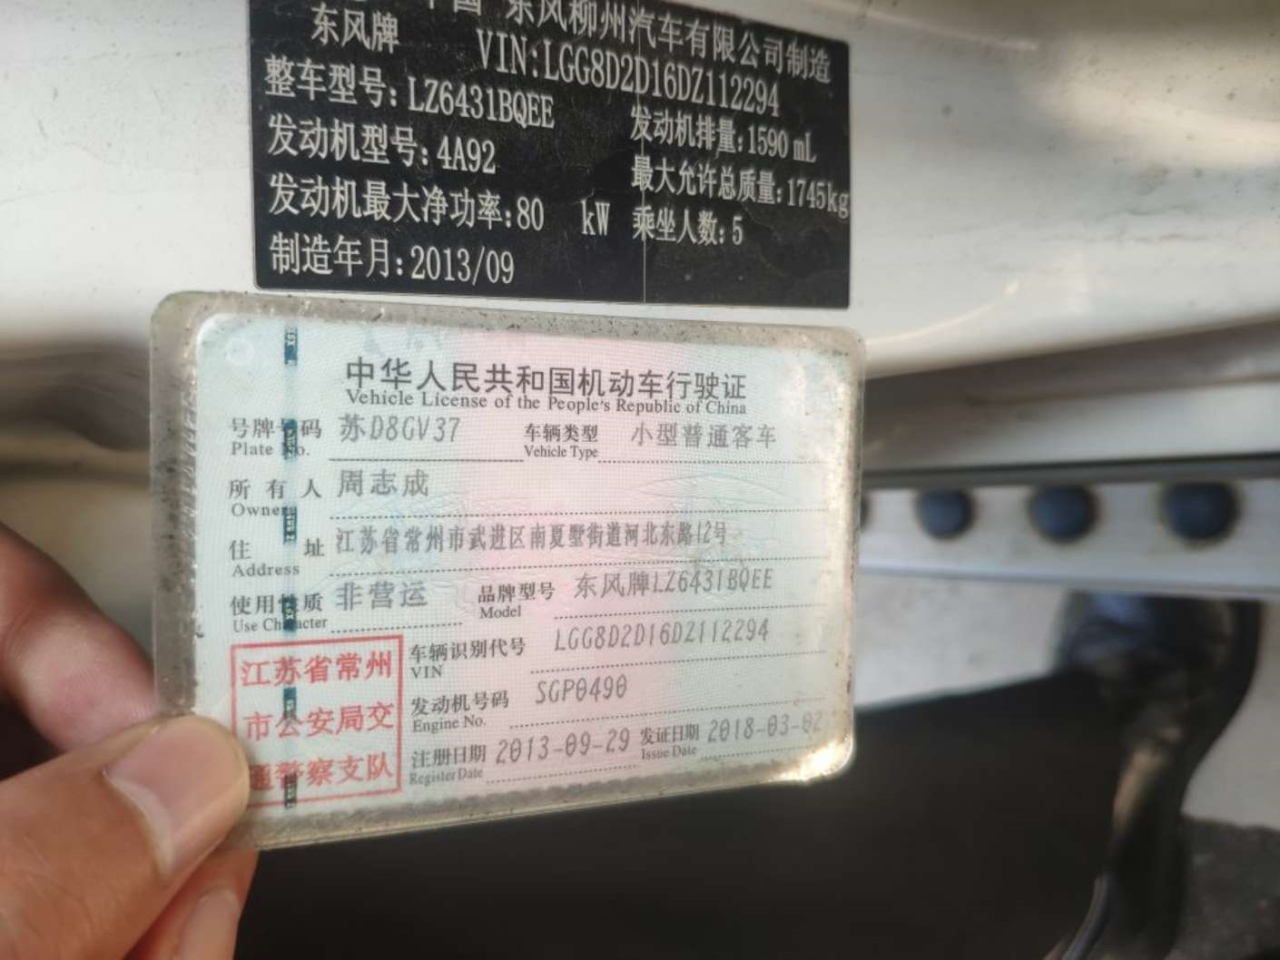 中国 东风柳州汽车有限公司制造
东风牌 VIN:LGG8D2D16DZ112294
整车型号:LZ6431BQEE 发动机排量:1590 mL
发动机型号:4A92 最大允许总质量:1745kg
发动机最大净功率:80 kW 乘坐人数:5
制造年月:2013/09
中华人民共和国机动车行驶证
Vehicle License of the People's Republic of China
号牌号码 苏D8GV37 车辆类型 小型普通客车
Plate No. Vehicle Type
所有人 周志成
Owner
住址 江苏省常州市武进区南夏墅街道河北东路12号
Address
使用性质 非营运 品牌型号 东风牌LZ6431BQEE
Use Character Model
江苏省常州
市公安局交
通警察支队
车辆识别代号 LGG8D2D16DZ112294
VIN
发动机号码 SGP0490
Engine No.
注册日期 2013-09-29 发证日期 2018-03-02
Register Date Issue Date